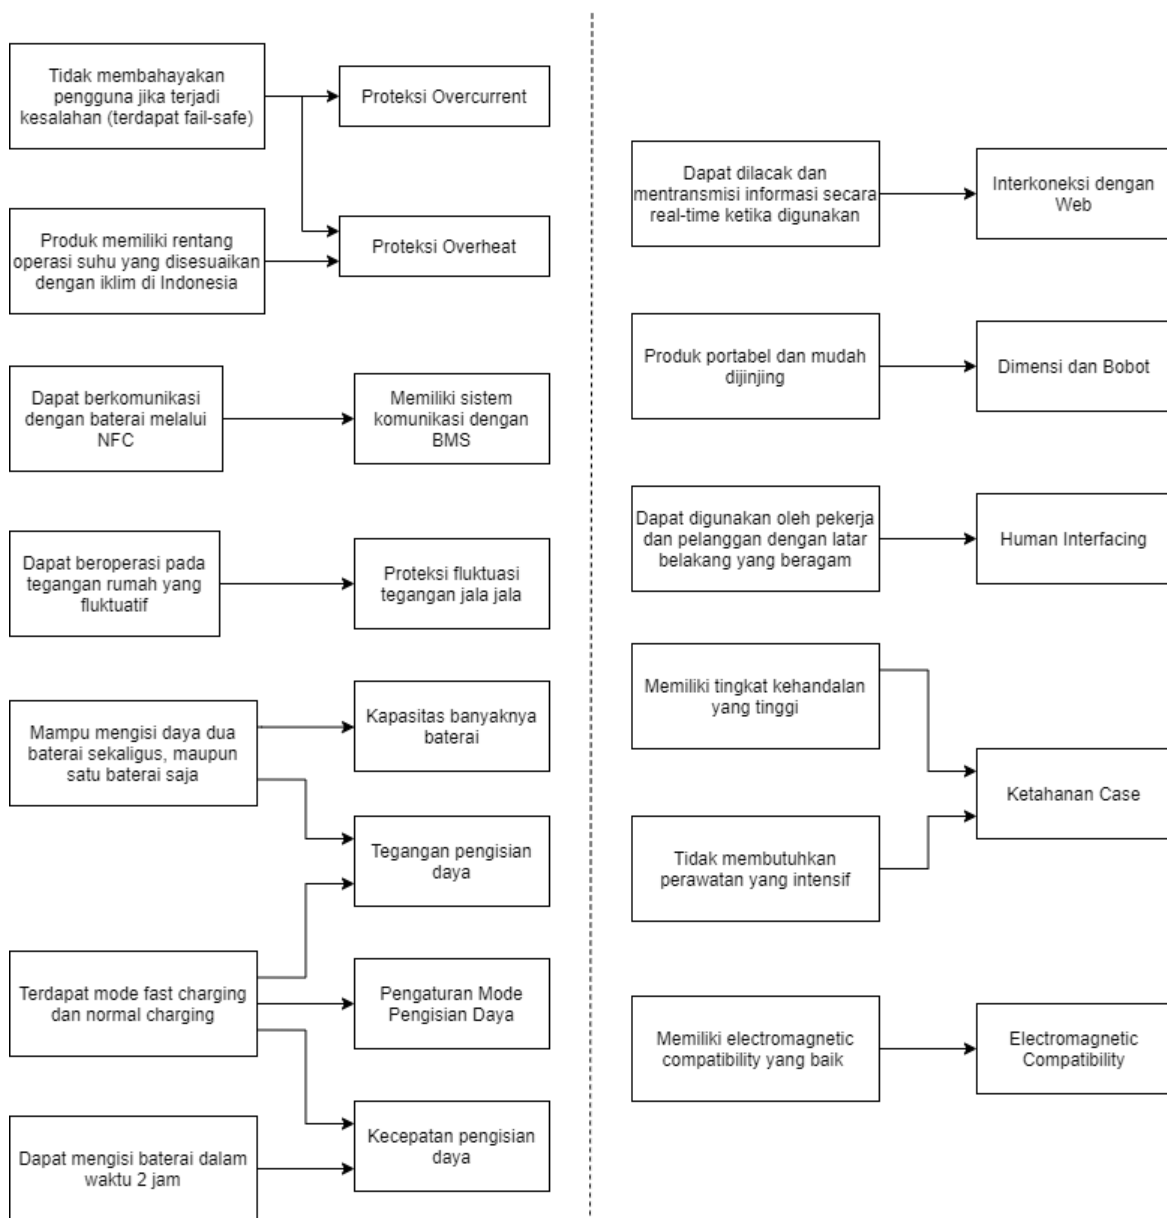 Tidak membahayakan
pengguna jika terjadi
kesalahan (terdapat fail-safe)
Proteksi Overcurrent
Produk memiliki rentang
operasi suhu yang disesuaikan
dengan iklim di Indonesia
Proteksi Overheat
Dapat berkomunikasi
dengan baterai melalui
NFC
Memiliki sistem
komunikasi dengan
BMS
Dapat beroperasi pada
tegangan rumah yang
fluktuatif
Proteksi fluktuasi
tegangan jala jala
Mampu mengisi daya dua
baterai sekaligus, maupun
satu baterai saja
Kapasitas banyaknya
baterai
Tegangan pengisian
daya
Terdapat mode fast charging
dan normal charging
Pengaturan Mode
Pengisian Daya
Dapat mengisi baterai dalam
waktu 2 jam
Kecepatan pengisian
daya
Dapat dilacak dan
mentransmisi informasi secara
real-time ketika digunakan
Interkoneksi dengan
Web
Produk portabel dan mudah
dijinjing
Dimensi dan Bobot
Dapat digunakan oleh pekerja
dan pelanggan dengan latar
belakang yang beragam
Human Interfacing
Memiliki tingkat kehandalan
yang tinggi
Ketahanan Case
Tidak membutuhkan
perawatan yang intensif
Memiliki electromagnetic
compatibility yang baik
Electromagnetic
Compatibility